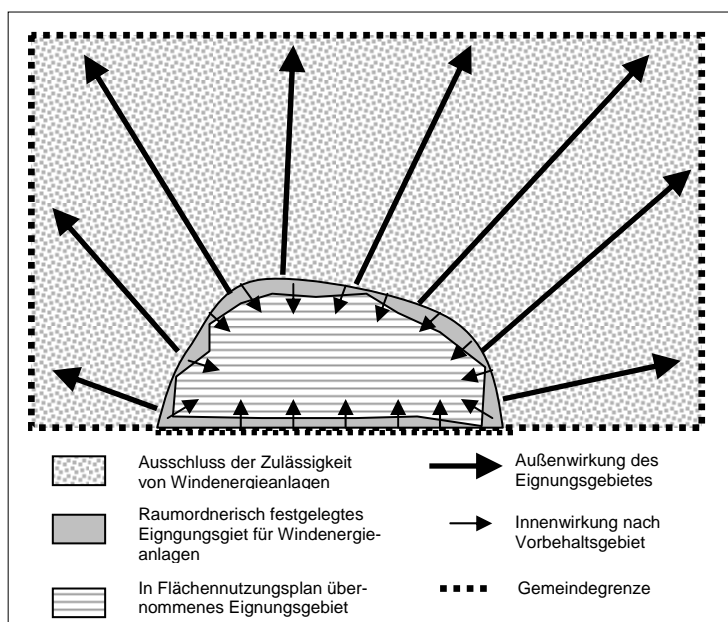 Ausschluss der Zulässigkeit
von Windenergieanlagen
Raumordnerisch festgelegtes
Eigngungsgiet für Windenergie-
anlagen
In Flächennutzungsplan über-
nommenes Eignungsgebiet
Außenwirkung des
Eignungsgebietes
Innenwirkung nach
Vorbehaltsgebiet
Gemeindegrenze